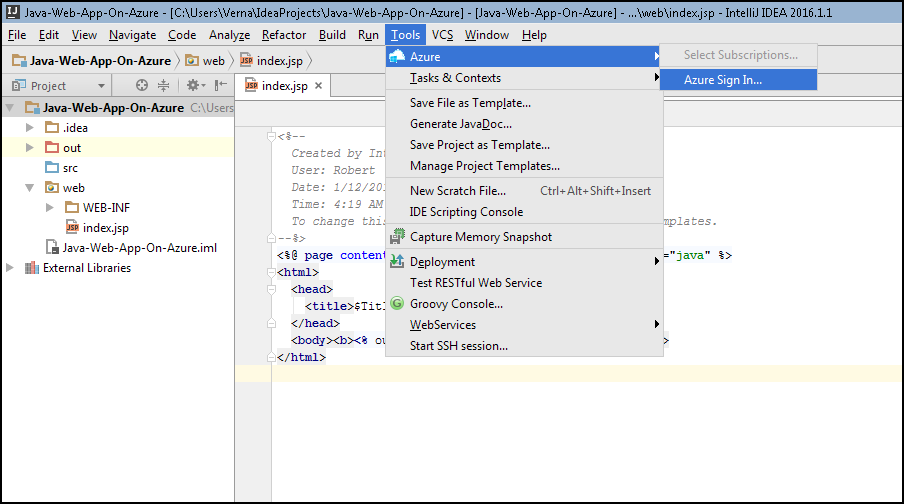 Java-Web-App-On-Azure - [C:\Users\Verna\IdeaProjects\Java-Web-App-On-Azure] - [Java-Web-App-On-Azure] - ...\web\index.jsp - IntelliJ IDEA 2016.1.1
File Edit View Navigate Code Analyze Refactor Build Run Tools VCS Window Help
Java-Web-App-On-Azure web index.jsp
Project
index.jsp
Java-Web-App-On-Azure C:\Users
.idea
out
src
web
WEB-INF
index.jsp
Java-Web-App-On-Azure.iml
External Libraries
Azure
Tasks & Contexts
Save File as Template...
Generate JavaDoc...
Save Project as Template...
Manage Project Templates...
New Scratch File... Ctrl+Alt+Shift+Insert
IDE Scripting Console
Capture Memory Snapshot
Deployment
Test RESTful Web Service
Groovy Console...
WebServices
Start SSH session...
Select Subscriptions...
Azure Sign In...
<%--
Created by
User: Robert
Date: 1/12/20
Time: 4:19 AM
To change this mplates.
--%>
<%@ page content ="java" %>
<html>
<head>
<title>$Titl
</head>
<body><b><% ou >
</html>